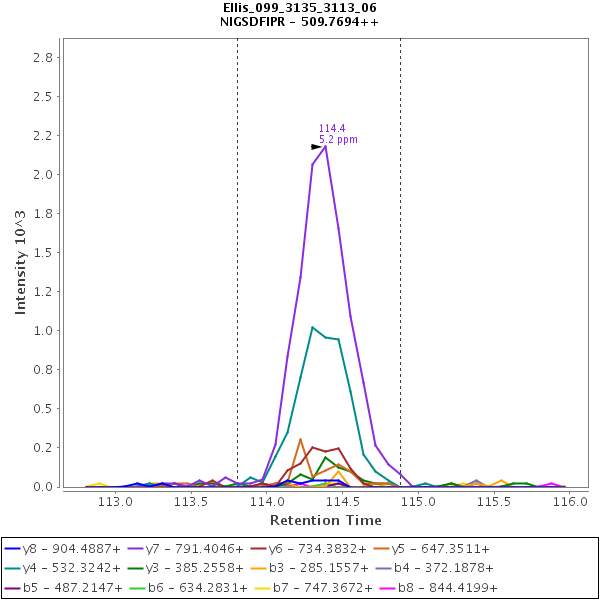 Ellis_099_3135_3113_06
NIGSDFIPR - 509.7694++
Intensity 10^3
2.8
2.5
2.2
2.0
1.8
1.5
1.2
1.0
0.8
0.5
0.2
0.0
114.4
5.2 ppm
113.0 113.5 114.0 114.5 115.0 115.5 116.0
Retention Time
y8 - 904.4887+ y7 - 791.4046+ y6 - 734.3832+ y5 - 647.3511+
y4 - 532.3242+ y3 - 385.2558+ b3 - 285.1557+ b4 - 372.1878+
b5 - 487.2147+ b6 - 634.2831+ b7 - 747.3672+ b8 - 844.4199+